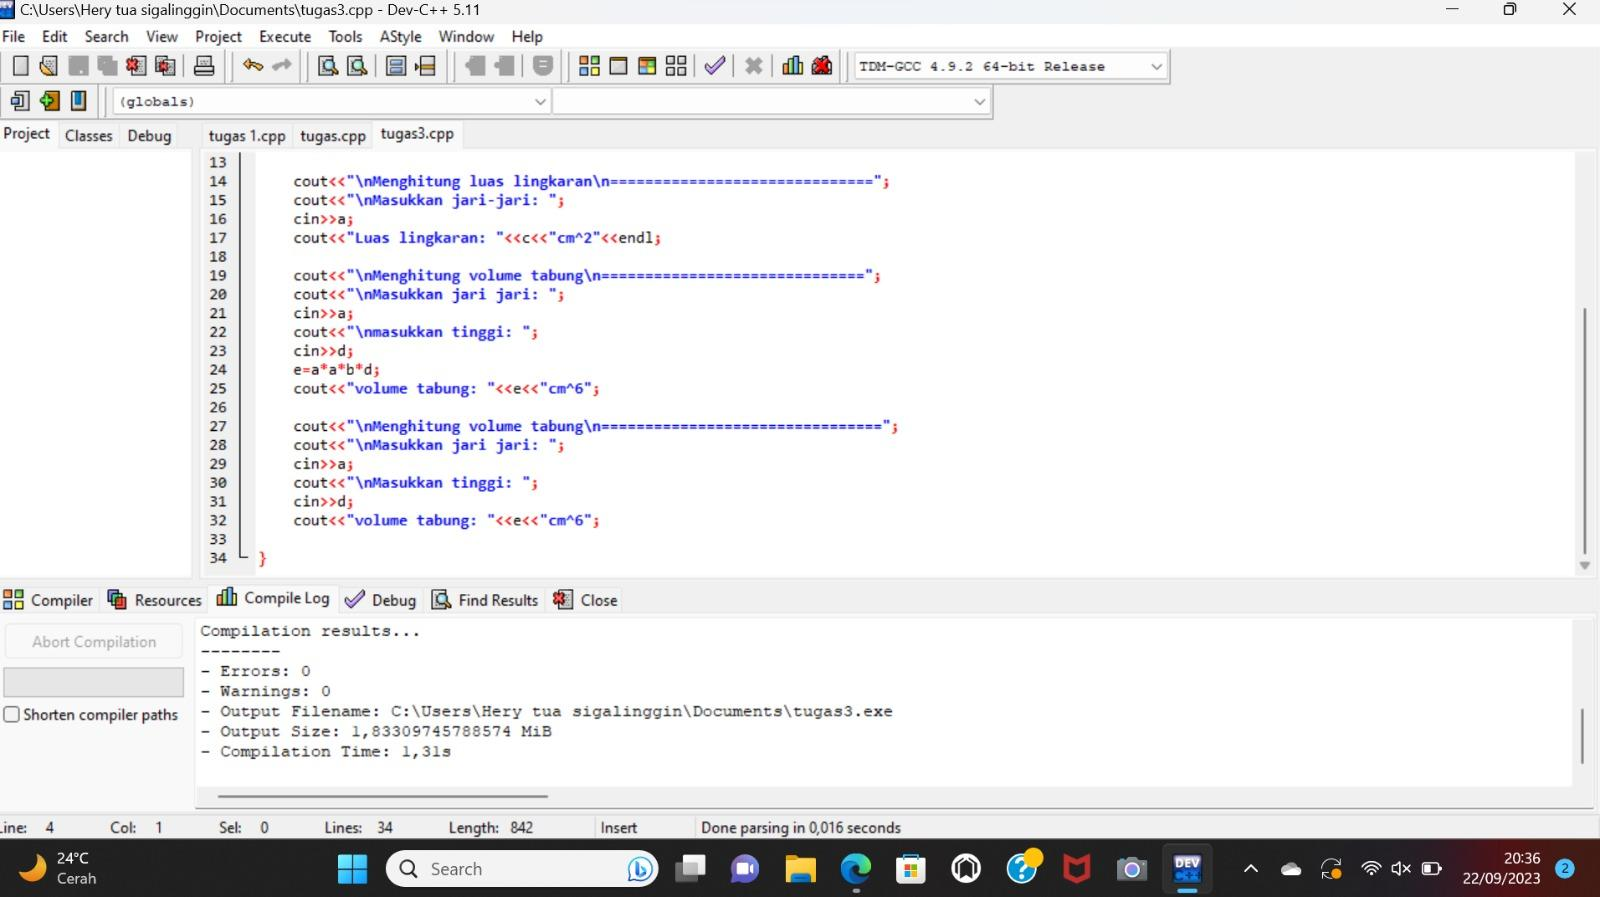 C:\Users\Hery tua sigalinggin\Documents\tugas3.cpp - Dev-C++ 5.11
File Edit Search View Project Execute Tools AStyle Window Help
TDM-GCC 4.9.2 64-bit Release
(globals)
Project Classes Debug tugas 1.cpp tugas.cpp tugas3.cpp
13
14 cout<<"\nMenghitung luas lingkaran\n==============================";
15 cout<<"\nMasukkan jari-jari: ";
16 cin>>a;
17 cout<<"Luas lingkaran: "<<c<<"cm^2"<<endl;
18
19 cout<<"\nMenghitung volume tabung\n==============================";
20 cout<<"\nMasukkan jari jari: ";
21 cin>>a;
22 cout<<"\nmasukkan tinggi: ";
23 cin>>d;
24 e=a*a*b*d;
25 cout<<"volume tabung: "<<e<<"cm^6";
26
27 cout<<"\nMenghitung volume tabung\n================================";
28 cout<<"\nMasukkan jari jari: ";
29 cin>>a;
30 cout<<"\nMasukkan tinggi: ";
31 cin>>d;
32 cout<<"volume tabung: "<<e<<"cm^6";
33
34 }
Compiler Resources Compile Log Debug Find Results Close
Abort Compilation
Shorten compiler paths
Compilation results...
--------
- Errors: 0
- Warnings: 0
- Output Filename: C:\Users\Hery tua sigalinggin\Documents\tugas3.exe
- Output Size: 1,83309745788574 MiB
- Compilation Time: 1,31s
Line: 4 Col: 1 Sel: 0 Lines: 34 Length: 842 Insert Done parsing in 0,016 seconds
24°C
Cerah
Search
DEV
C++
20:36
22/09/2023
2